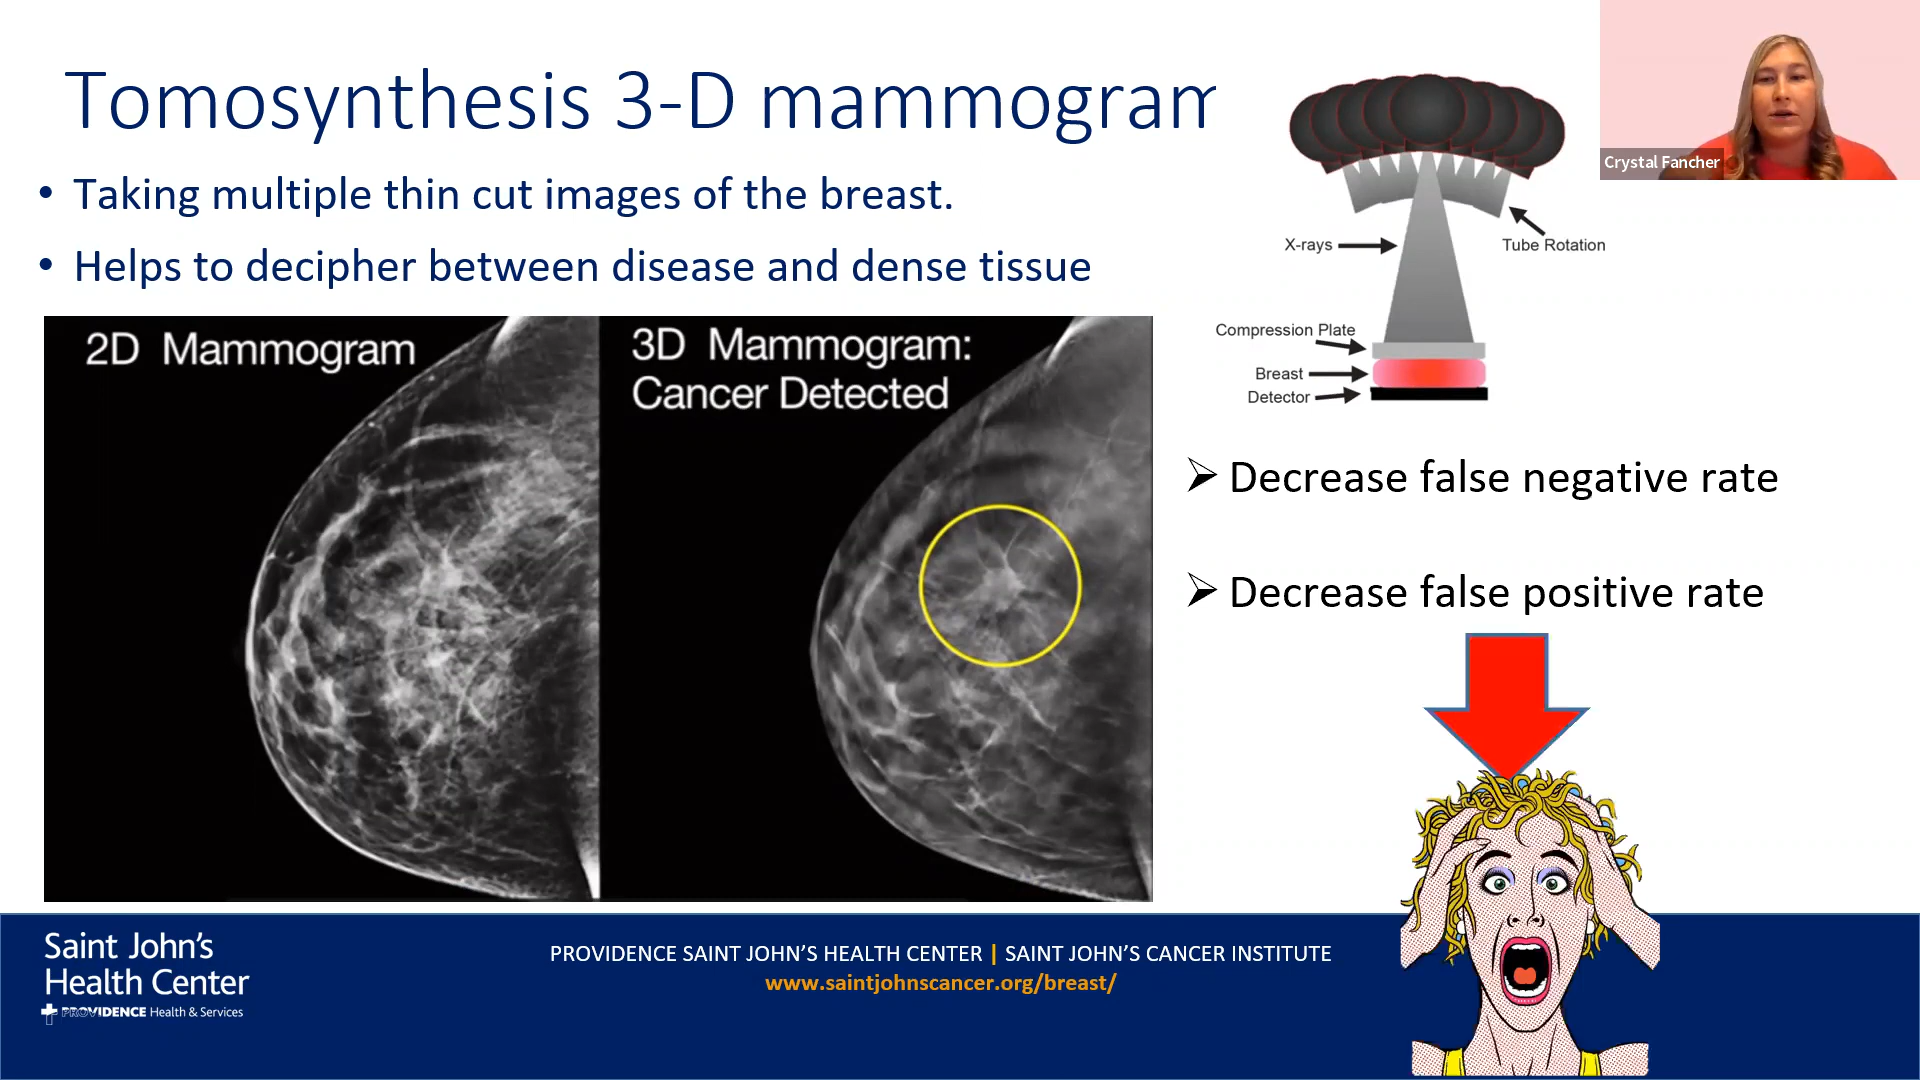 Tomosynthesis 3-D mammogram
• Taking multiple thin cut images of the breast.
• Helps to decipher between disease and dense tissue
2D Mammogram
3D Mammogram:
Cancer Detected
X-rays
Tube Rotation
Compression Plate
Breast
Detector
Crystal Fancher
➢ Decrease false negative rate
➢ Decrease false positive rate
Saint John's
Health Center
PROVIDENCE Health & Services
PROVIDENCE SAINT JOHN'S HEALTH CENTER | SAINT JOHN'S CANCER INSTITUTE
www.saintjohnscancer.org/breast/